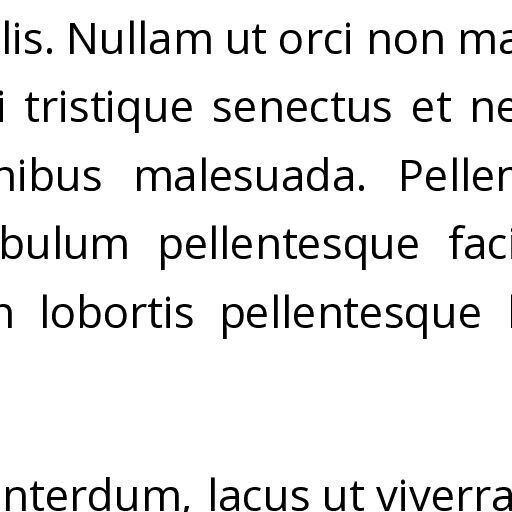 lis. Nullam ut orci non ma
i tristique senectus et ne
nibus malesuada. Pellen
bulum pellentesque faci
n lobortis pellentesque l
nterdum, lacus ut viverra